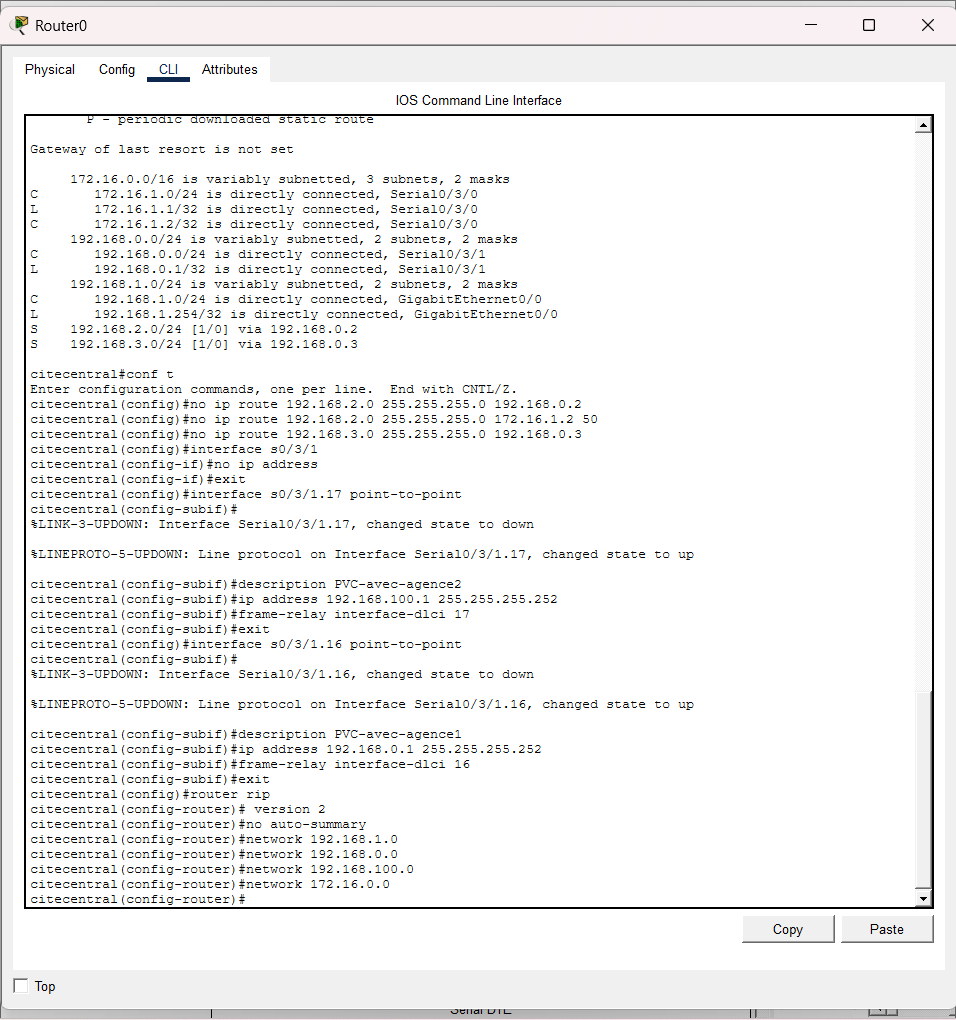 Router0
Physical Config CLI Attributes
IOS Command Line Interface
P - periodic downloaded static route
Gateway of last resort is not set
172.16.0.0/16 is variably subnetted, 3 subnets, 2 masks
C 172.16.1.0/24 is directly connected, Serial0/3/0
L 172.16.1.1/32 is directly connected, Serial0/3/0
C 172.16.1.2/32 is directly connected, Serial0/3/0
192.168.0.0/24 is variably subnetted, 2 subnets, 2 masks
C 192.168.0.0/24 is directly connected, Serial0/3/1
L 192.168.0.1/32 is directly connected, Serial0/3/1
192.168.1.0/24 is variably subnetted, 2 subnets, 2 masks
C 192.168.1.0/24 is directly connected, GigabitEthernet0/0
L 192.168.1.254/32 is directly connected, GigabitEthernet0/0
S 192.168.2.0/24 [1/0] via 192.168.0.2
S 192.168.3.0/24 [1/0] via 192.168.0.3
citecentral#conf t
Enter configuration commands, one per line. End with CNTL/Z.
citecentral(config)#no ip route 192.168.2.0 255.255.255.0 192.168.0.2
citecentral(config)#no ip route 192.168.2.0 255.255.255.0 172.16.1.2 50
citecentral(config)#no ip route 192.168.3.0 255.255.255.0 192.168.0.3
citecentral(config)#interface s0/3/1
citecentral(config-if)#no ip address
citecentral(config-if)#exit
citecentral(config)#interface s0/3/1.17 point-to-point
citecentral(config-subif)#
%LINK-3-UPDOWN: Interface Serial0/3/1.17, changed state to down
%LINEPROTO-5-UPDOWN: Line protocol on Interface Serial0/3/1.17, changed state to up
citecentral(config-subif)#description PVC-avec-agence2
citecentral(config-subif)#ip address 192.168.100.1 255.255.255.252
citecentral(config-subif)#frame-relay interface-dlci 17
citecentral(config-subif)#exit
citecentral(config)#interface s0/3/1.16 point-to-point
citecentral(config-subif)#
%LINK-3-UPDOWN: Interface Serial0/3/1.16, changed state to down
%LINEPROTO-5-UPDOWN: Line protocol on Interface Serial0/3/1.16, changed state to up
citecentral(config-subif)#description PVC-avec-agence1
citecentral(config-subif)#ip address 192.168.0.1 255.255.255.252
citecentral(config-subif)#frame-relay interface-dlci 16
citecentral(config-subif)#exit
citecentral(config)#router rip
citecentral(config-router)# version 2
citecentral(config-router)#no auto-summary
citecentral(config-router)#network 192.168.1.0
citecentral(config-router)#network 192.168.0.0
citecentral(config-router)#network 192.168.100.0
citecentral(config-router)#network 172.16.0.0
citecentral(config-router)#
Copy Paste
Top
Serial DTE